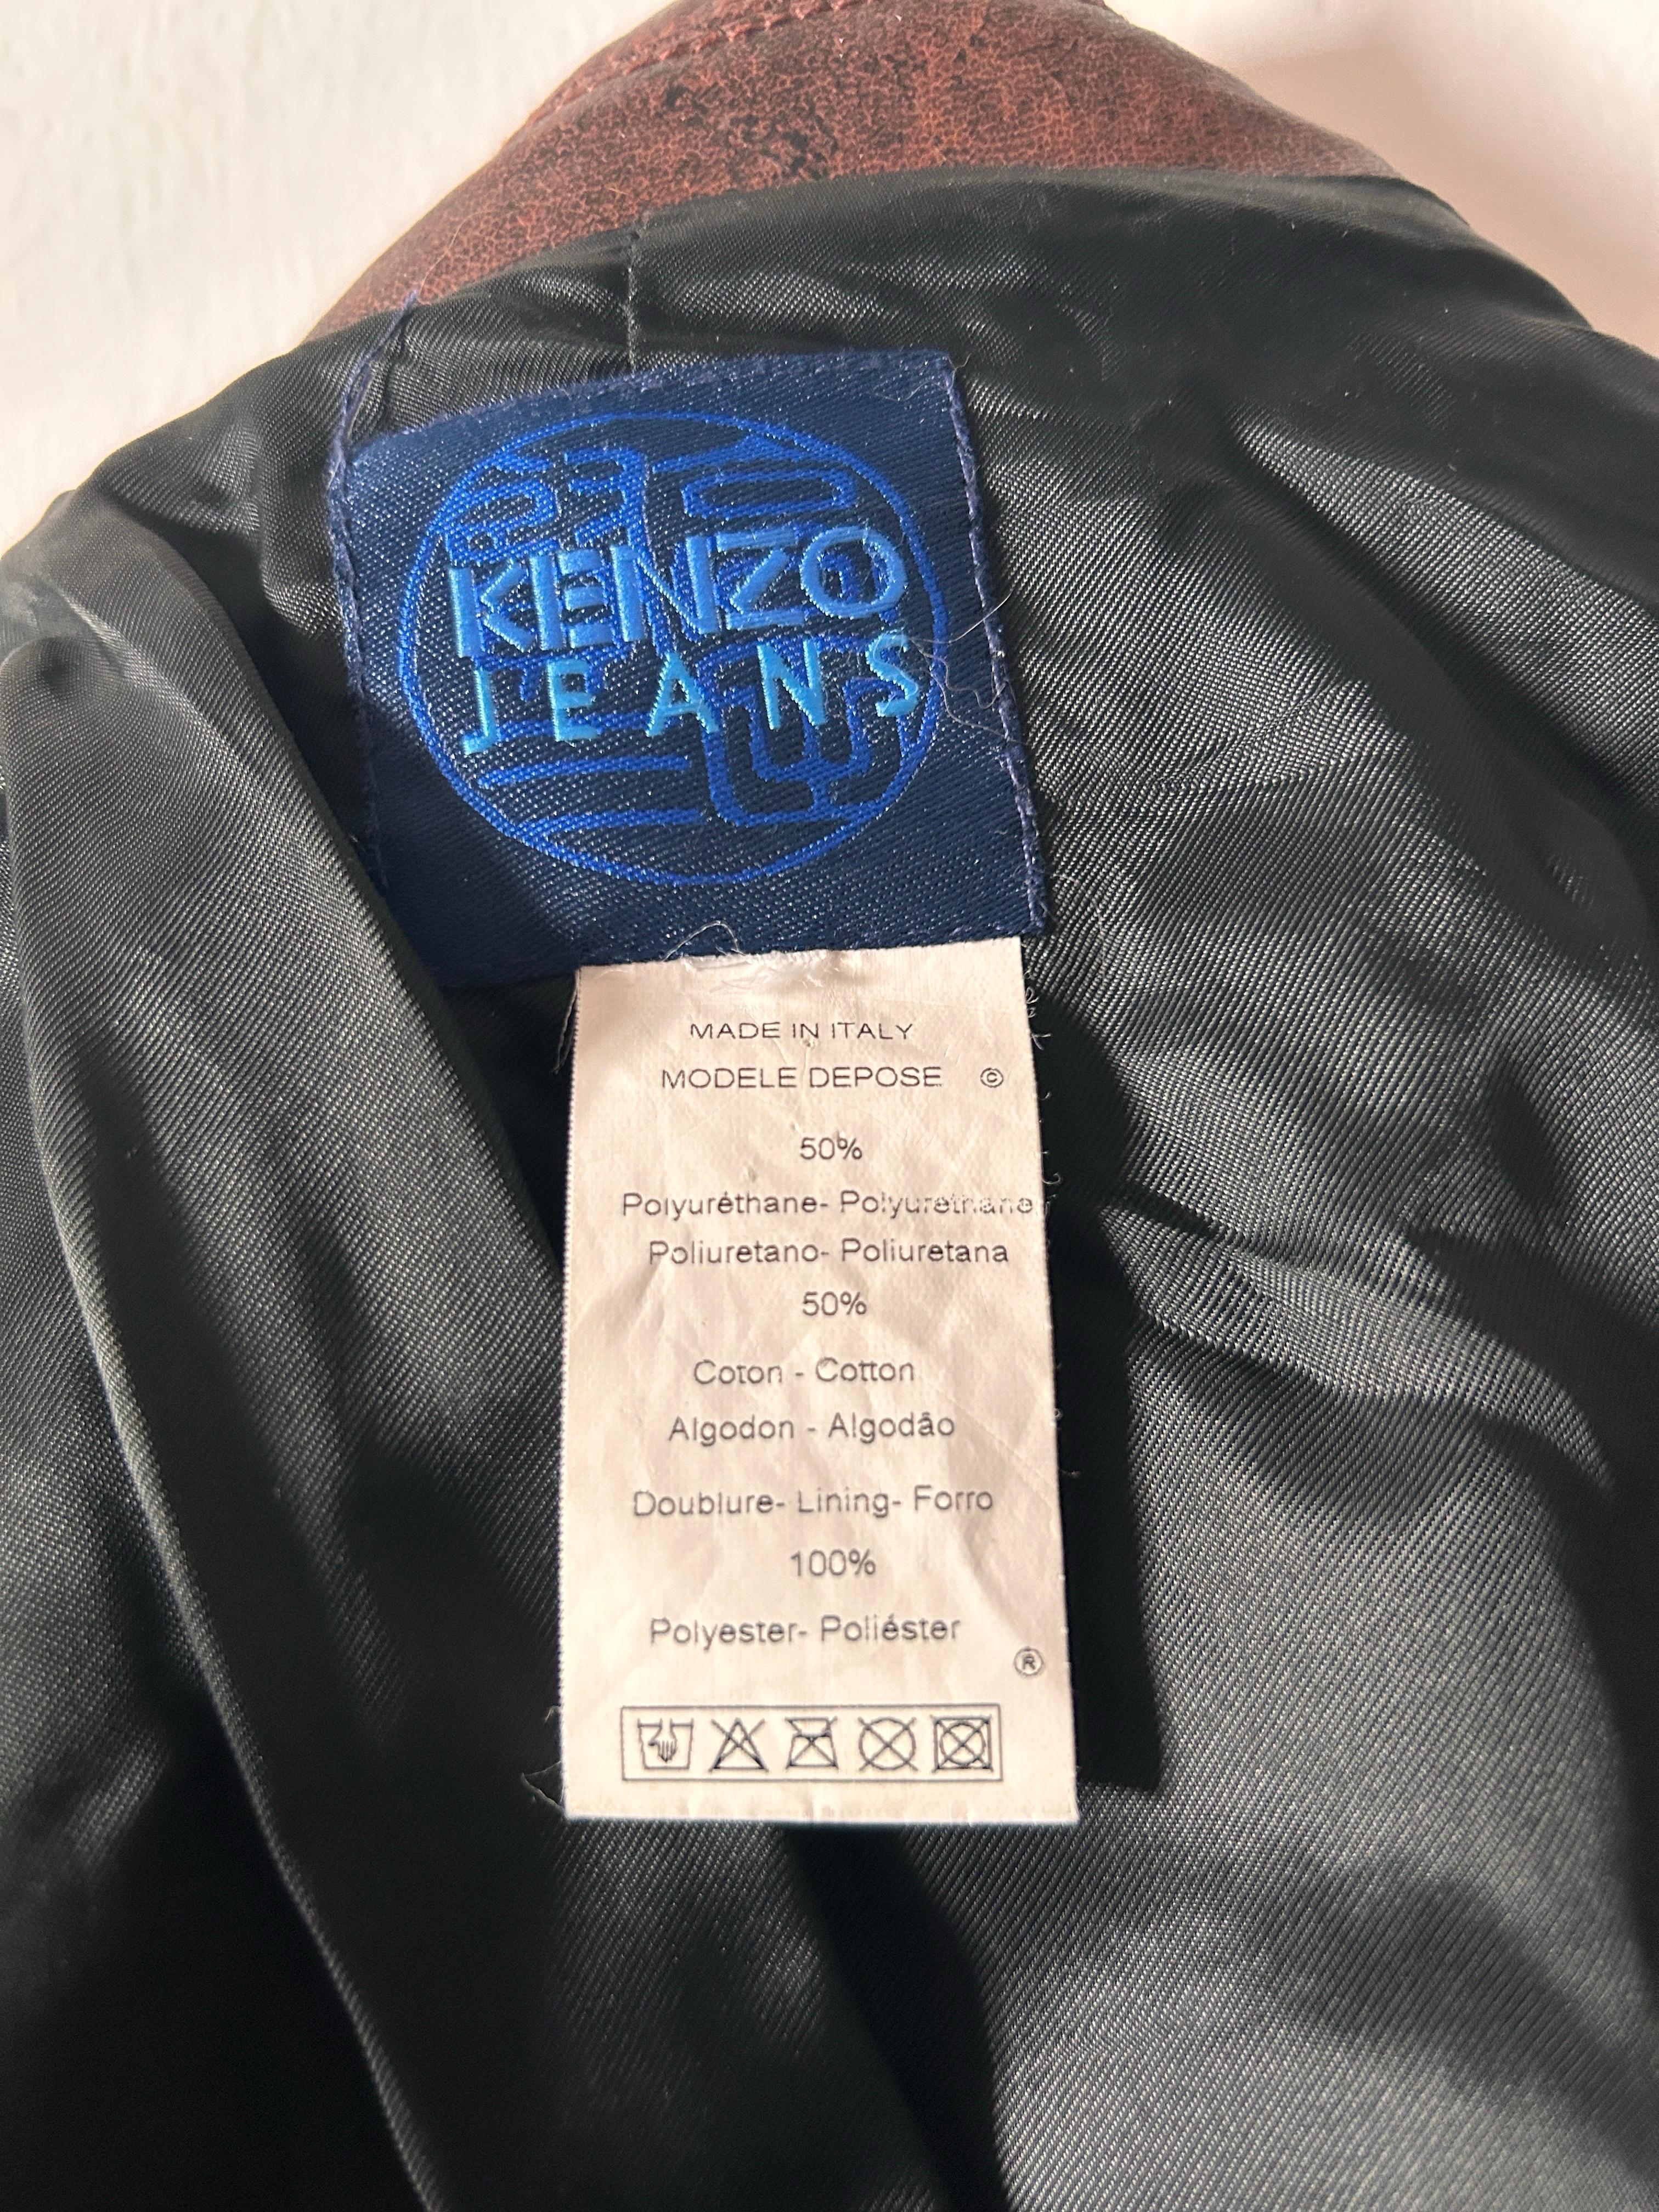 KENZO
JEANS
MADE IN ITALY
MODELE DEPOSE ©
50%
Polyuréthane- Polyurethane
Poliuretano- Poliuretana
50%
Coton - Cotton
Algodon - Algodâo
Doublure- Lining- Forro
100%
Polyester- Poliéster
®